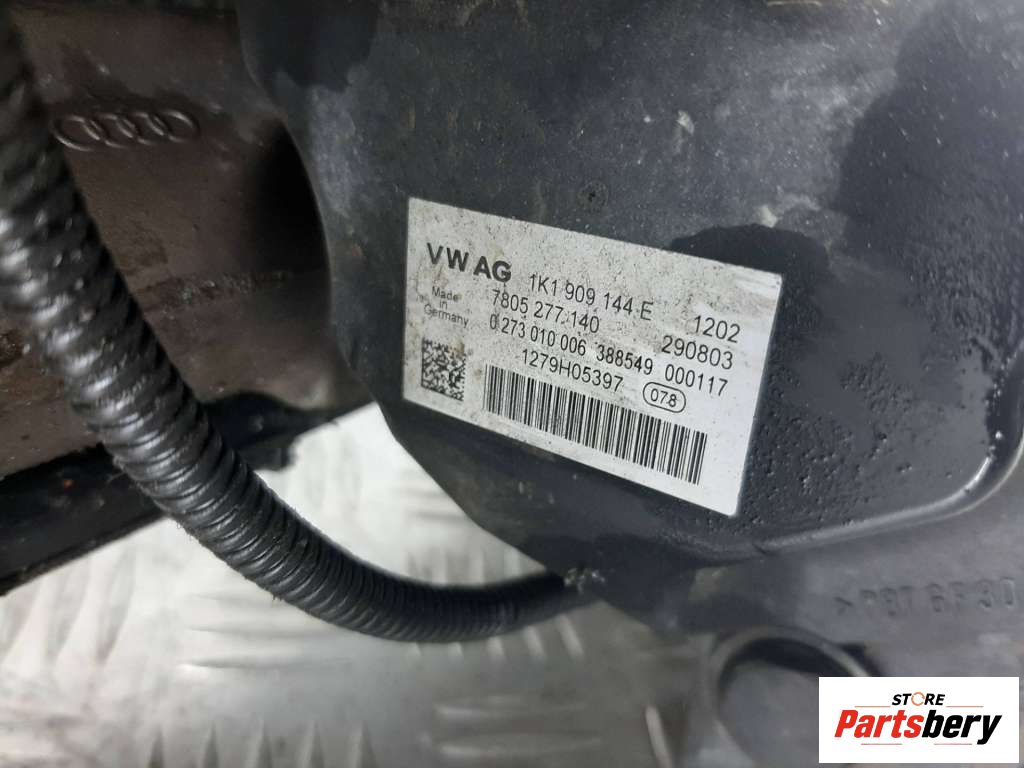 VW AG 1K1 909 144 E 1202
Made in Germany 7805 277.140 290803
0 273 010 006 388549 000117
1279H05397 078
STORE
Partsbery